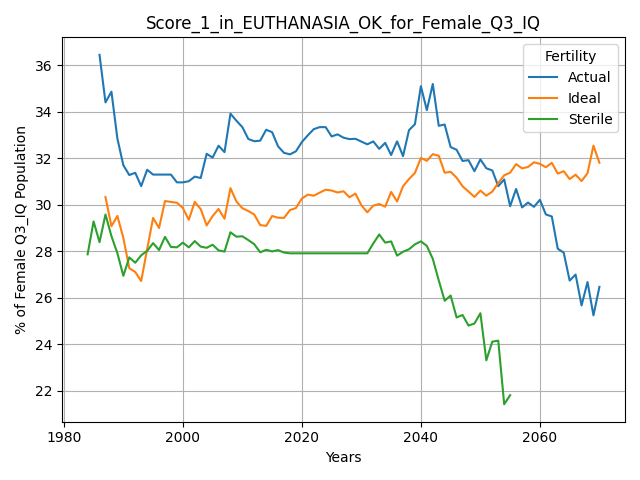 Score_1_in_EUTHANASIA_OK_for_Female_Q3_IQ
% of Female Q3_IQ Population
36
34
32
30
28
26
24
22
1980
2000
2020
2040
2060
Years
Fertility
Actual
Ideal
Sterile